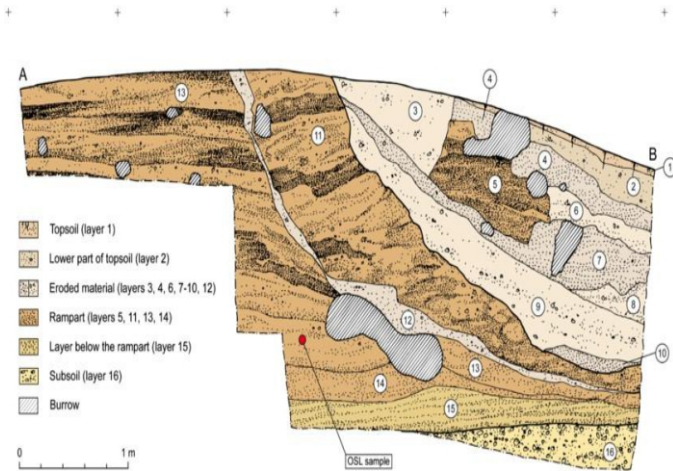 A
B
13
4
3
11
4
1
2
5
6
7
8
9
12
10
13
14
15
16
Topsoil (layer 1)
Lower part of topsoil (layer 2)
Eroded material (layers 3, 4, 6, 7-10, 12)
Rampart (layers 5, 11, 13, 14)
Layer below the rampart (layer 15)
Subsoil (layer 16)
Burrow
0 1 m
OSL sample